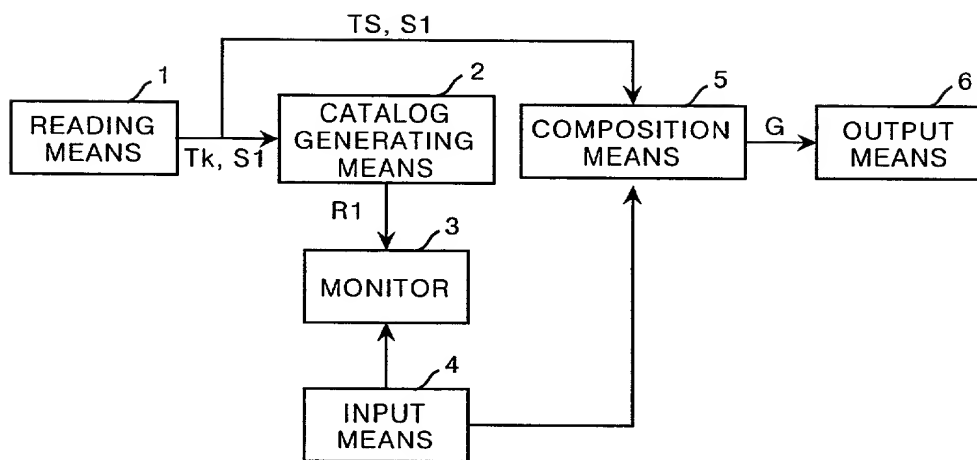 TS, S1
1
2
5
6
READING
MEANS
Tk, S1
CATALOG
GENERATING
MEANS
COMPOSITION
MEANS
G
OUTPUT
MEANS
R1
3
MONITOR
4
INPUT
MEANS